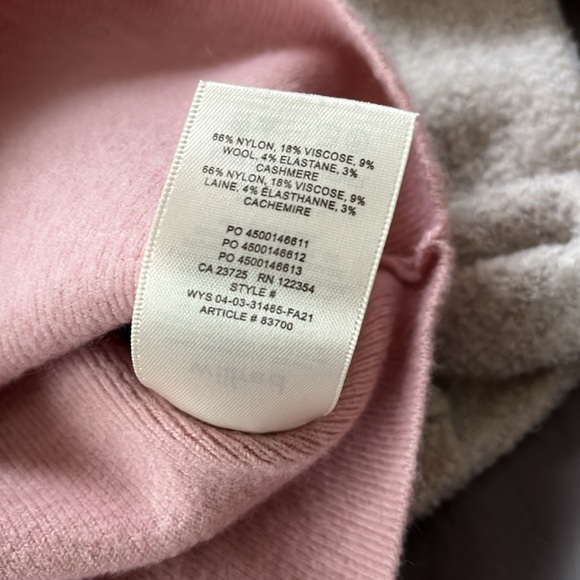 66% NYLON, 18% VISCOSE, 9%
WOOL, 4% ELASTANE, 3%
CASHMERE
66% NYLON, 18% VISCOSE, 9%
LAINE, 4% ÉLASTHANNE, 3%
CACHEMIRE
PO 4500146611
PO 4500146612
PO 4500146613
CA 23725 RN 122354
STYLE #
WYS 04-03-31465-FA21
ARTICLE # 83700
wilfred